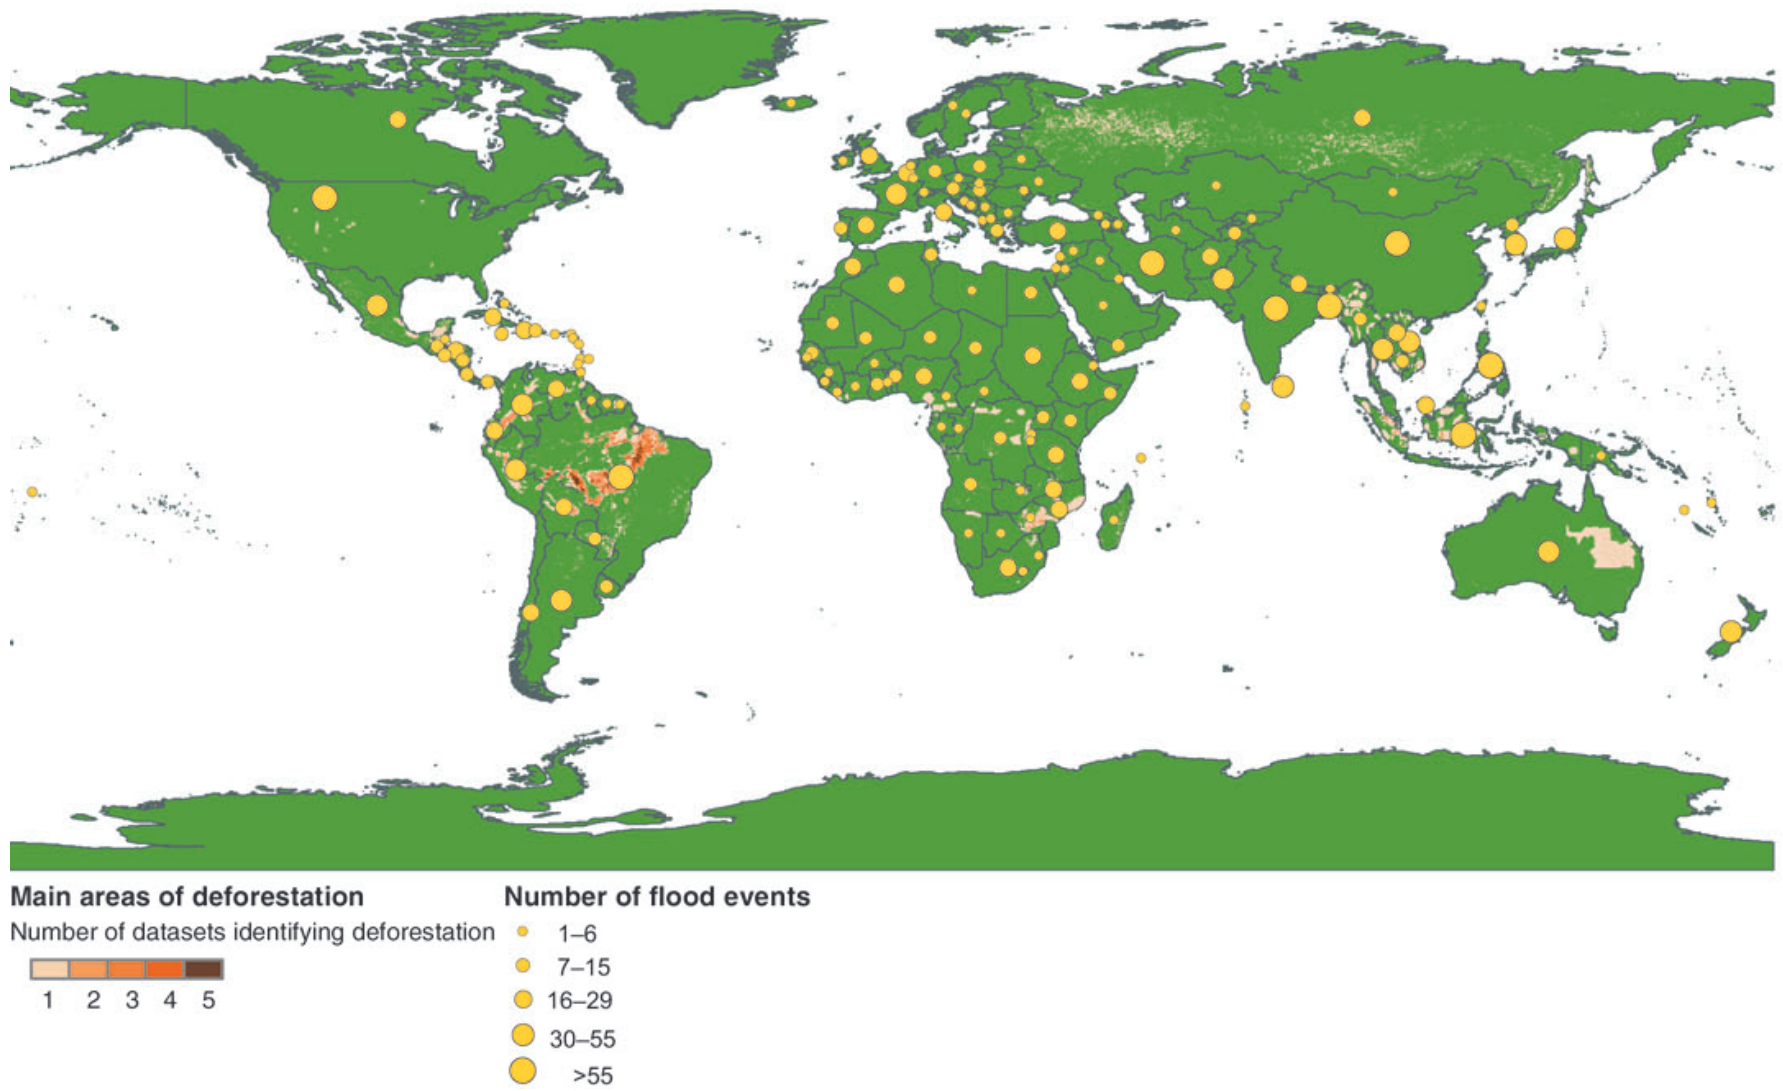 Main areas of deforestation
Number of datasets identifying deforestation
1 2 3 4 5
Number of flood events
1–6
7–15
16–29
30–55
>55